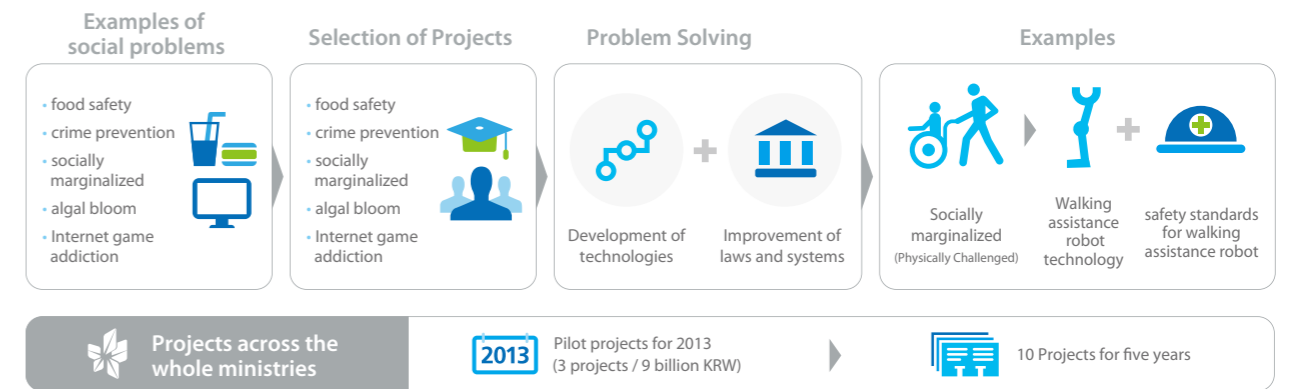 Examples of
social problems
• food safety
• crime prevention
• socially
marginalized
• algal bloom
• Internet game
addiction
Selection of Projects
• food safety
• crime prevention
• socially
marginalized
• algal bloom
• Internet game
addiction
Problem Solving
Development of
technologies
Improvement of
laws and systems
Examples
Socially
marginalized
(Physically Challenged)
Walking
assistance
robot
technology
safety standards
for walking
assistance robot
Projects across the
whole ministries
2013
Pilot projects for 2013
(3 projects / 9 billion KRW)
10 Projects for five years